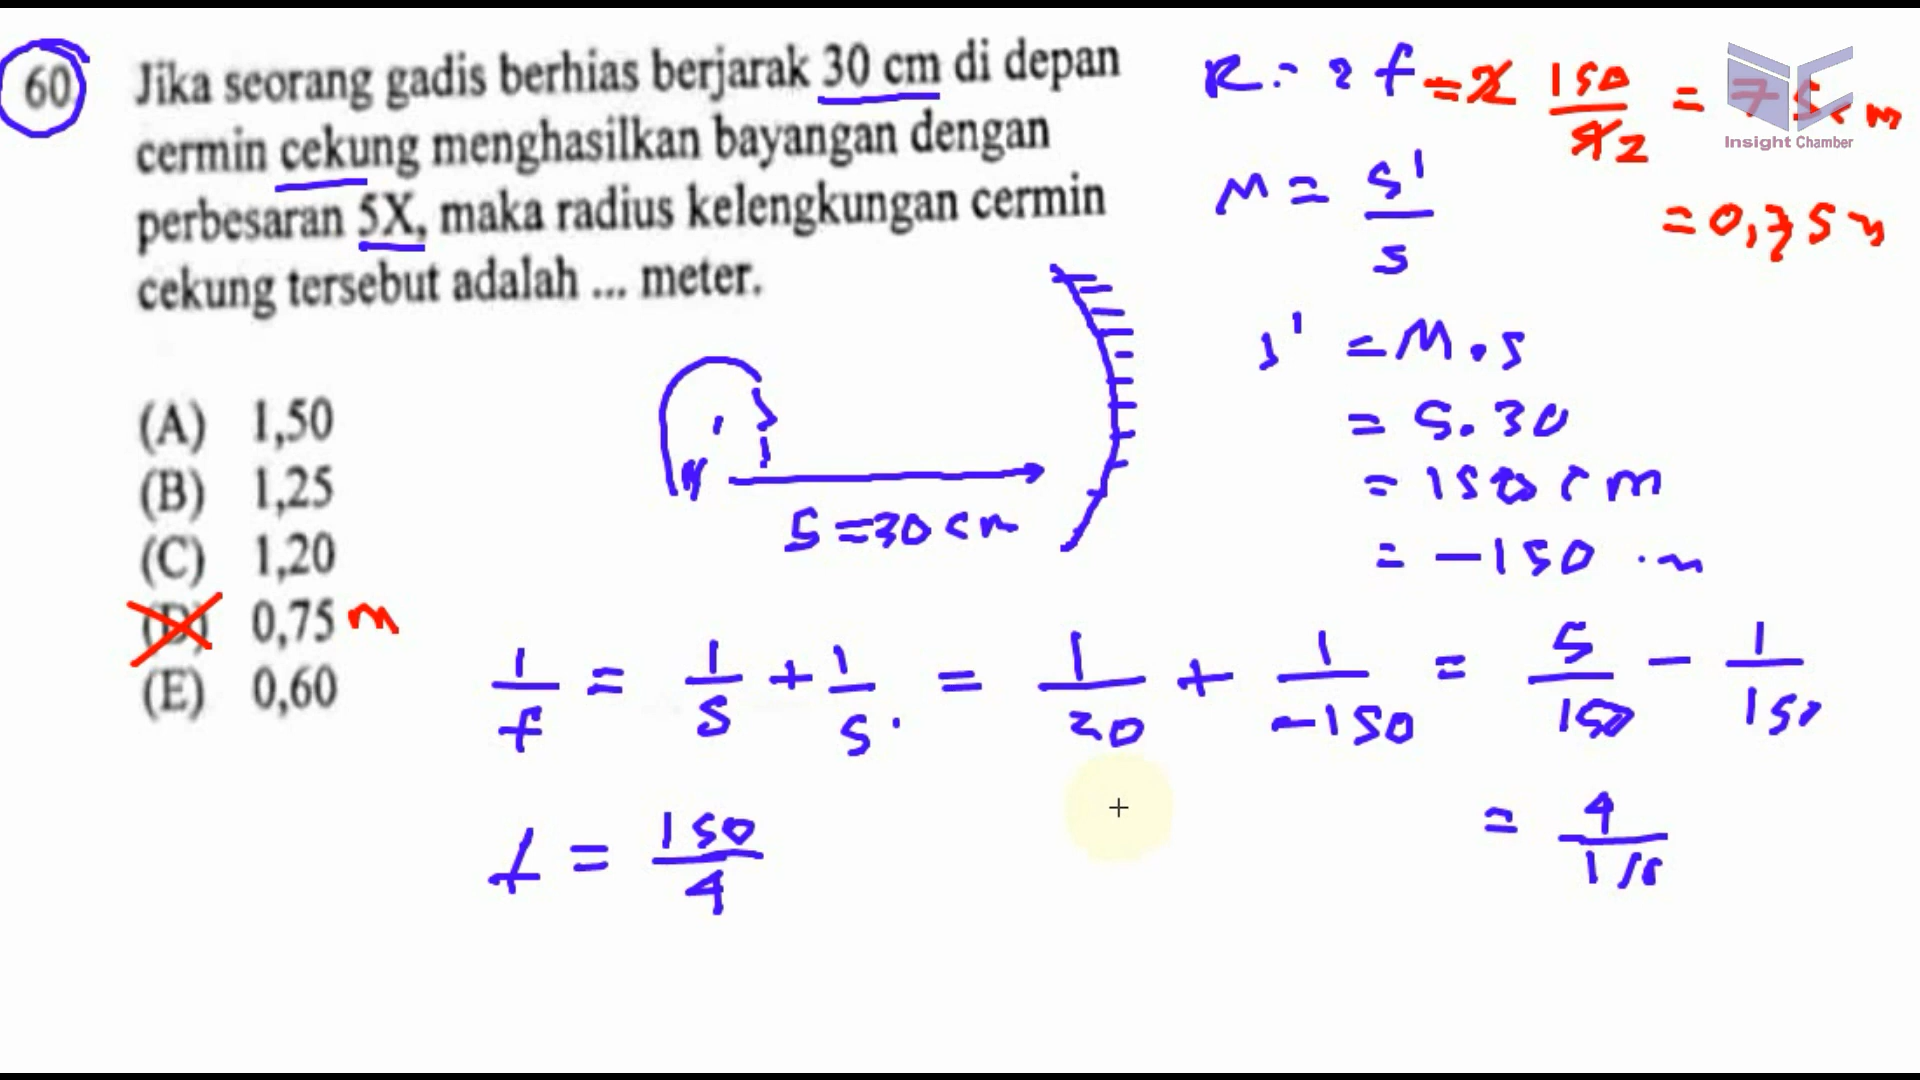 60
Jika seorang gadis berhias berjarak 30 cm di depan
cermin cekung menghasilkan bayangan dengan
perbesaran 5X, maka radius kelengkungan cermin
cekung tersebut adalah ... meter.
(A) 1,50
(B) 1,25
(C) 1,20
(D) 0,75 m
(E) 0,60
S = 30 cm
R = 2 f = 2 150/42 = 75 cm
= 0,75 m
Insight Chamber
M = s'/s
s' = M . s
= 5 . 30
= 150 cm
= -150 cm
1/f = 1/s + 1/s' = 1/30 + 1/-150 = 5/150 - 1/150
= 4/150
f = 150/4